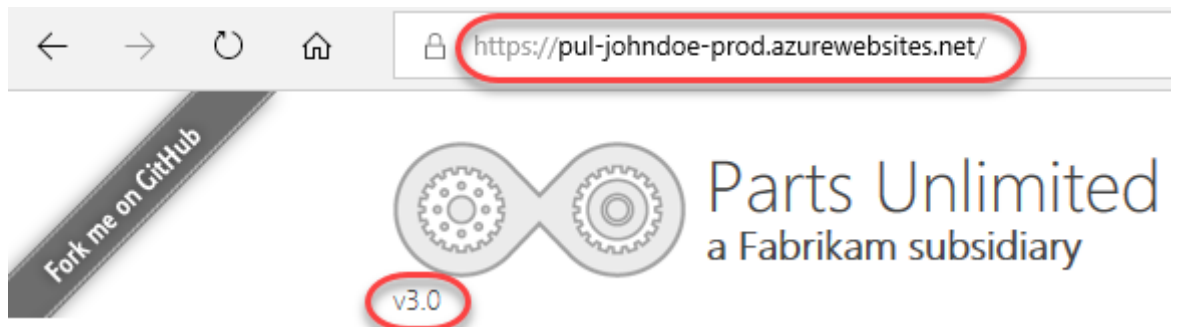 https://pul-johndoe-prod.azurewebsites.net/
Fork me on GitHub
Parts Unlimited
a Fabrikam subsidiary
v3.0